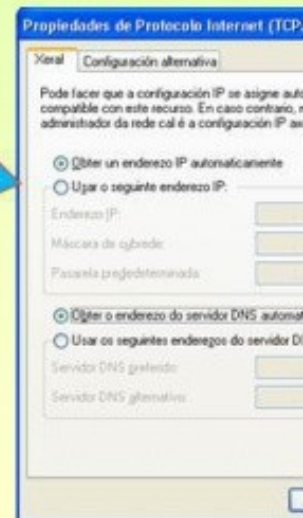 Propiedades de Protocolo Internet (TCP/
Xeral
Configuración alternativa
Pode facer que a configuración IP se asigne auto
compatible con este recurso. En caso contrario,
administrador da rede cal é a configuración IP
Obter un enderezo IP automaticamente
Usar o seguinte enderezo IP:
Enderezo IP:
Máscara de subrede:
Pasarela predeterminada:
Obter o enderezo do servidor DNS automat
Usar os seguintes enderezos do servidor D
Servidor DNS preferido:
Servidor DNS alternativo: